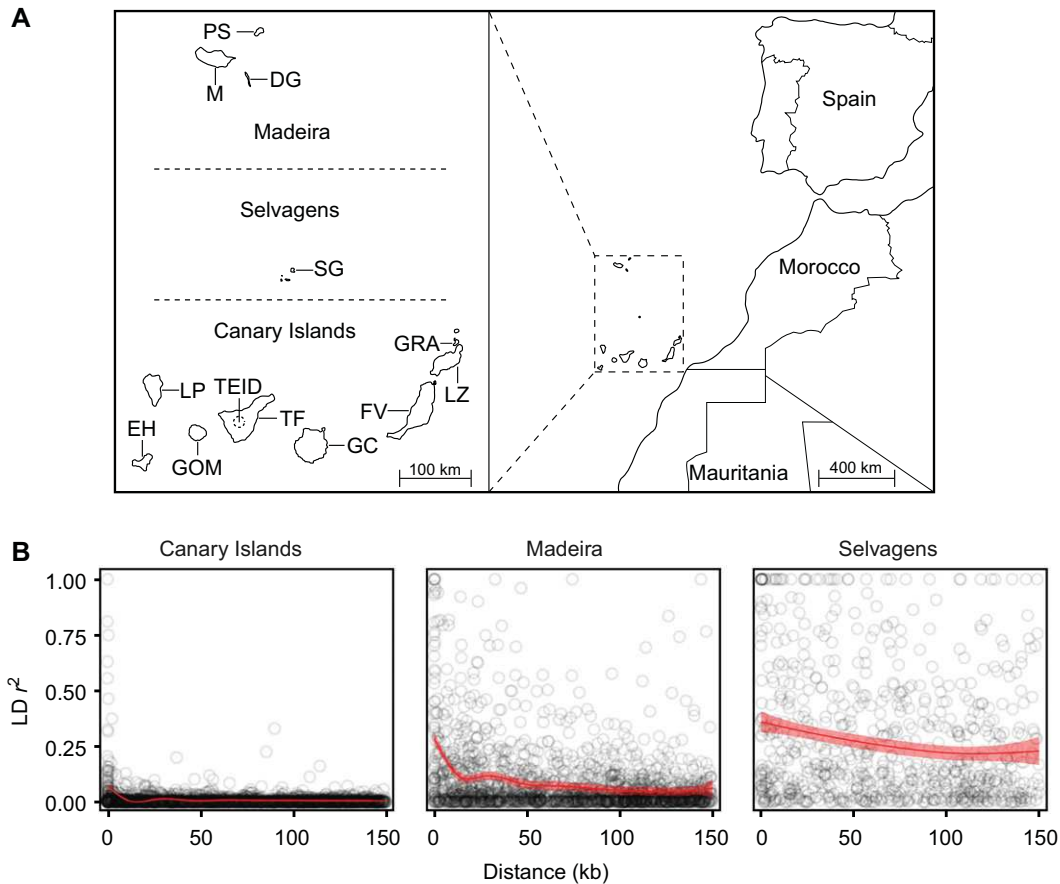 A
PS
M
DG
Madeira
Selvagens
SG
Canary Islands
GRA
LZ
FV
LP
TEID
TF
EH
GOM
GC
100 km
Spain
Morocco
Mauritania
400 km
B
Canary Islands
Madeira
Selvagens
LD r²
1.00
0.75
0.50
0.25
0.00
0 50 100 150
0 50 100 150
0 50 100 150
Distance (kb)